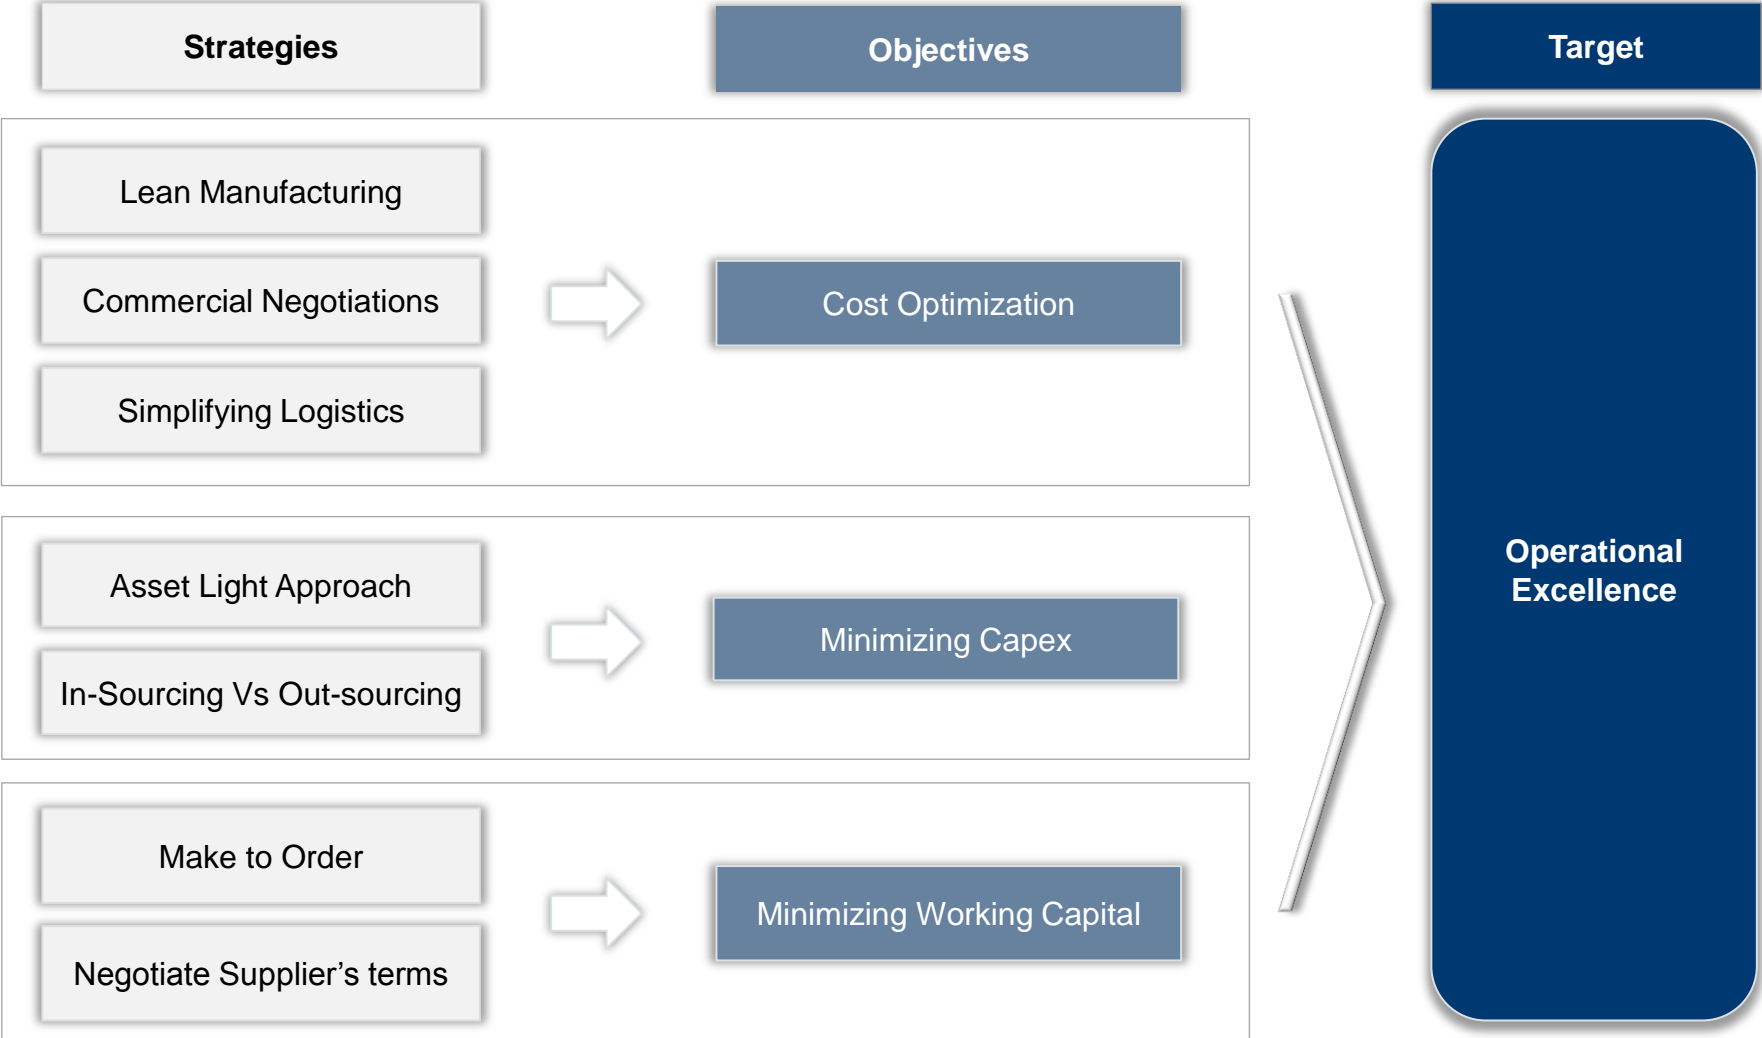 Strategies
Objectives
Target
Lean Manufacturing
Commercial Negotiations
Simplifying Logistics
Cost Optimization
Asset Light Approach
In-Sourcing Vs Out-sourcing
Minimizing Capex
Make to Order
Negotiate Supplier’s terms
Minimizing Working Capital
Operational
Excellence